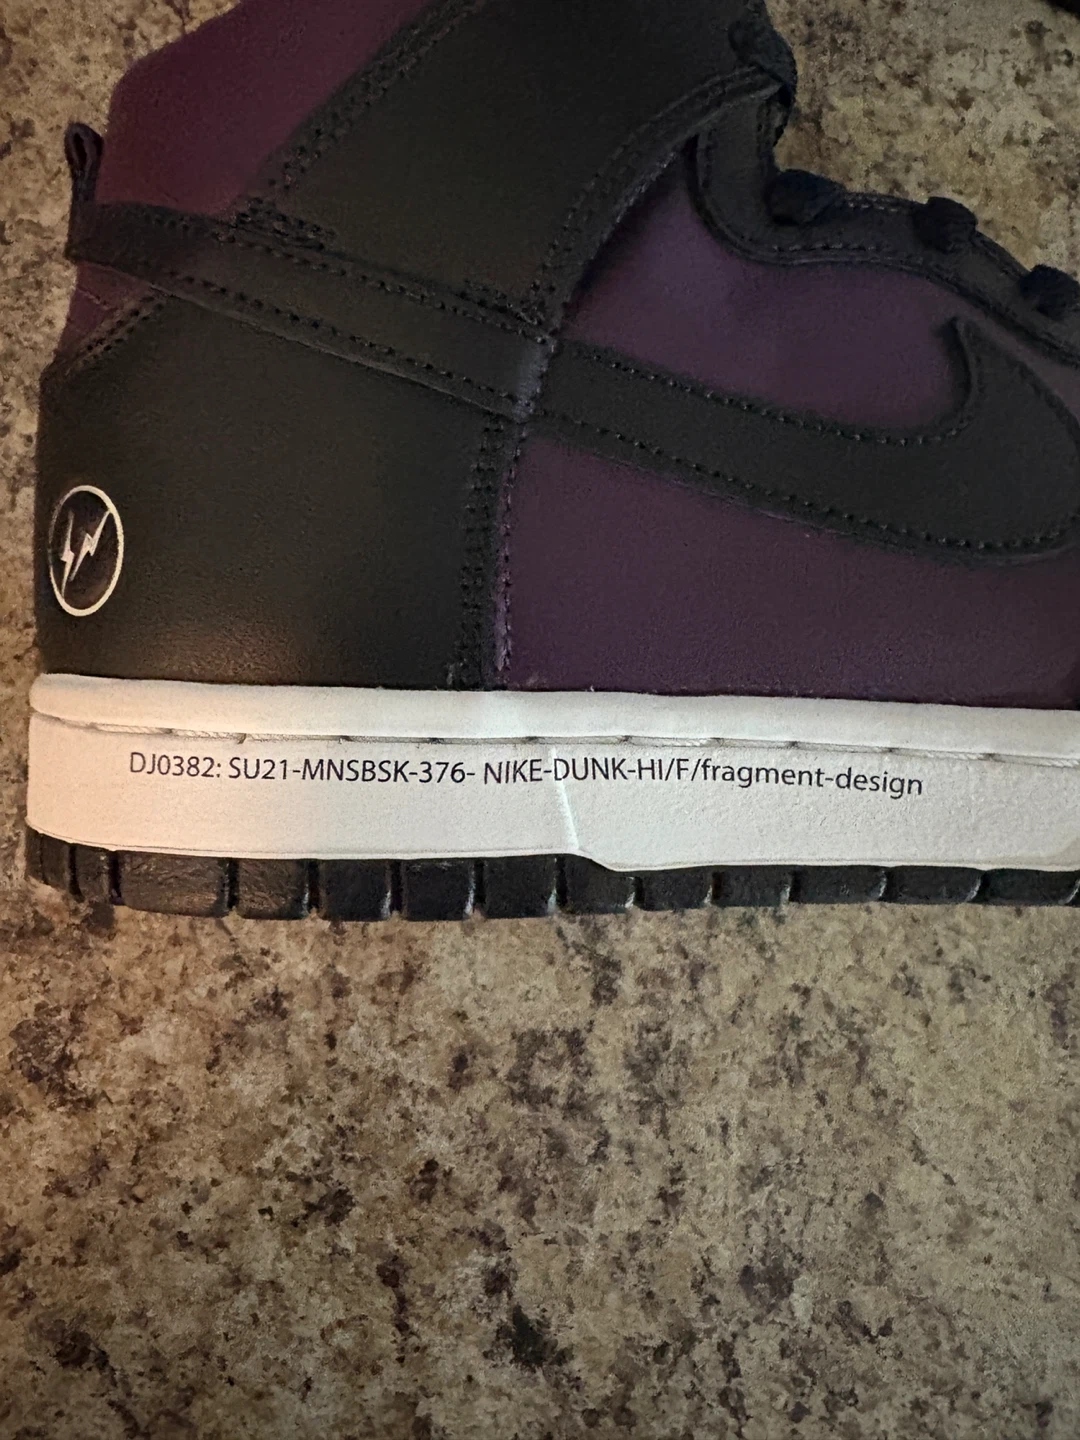 DJ0382: SU21-MNSBSK-376- NIKE-DUNK-HI/F/fragment-design